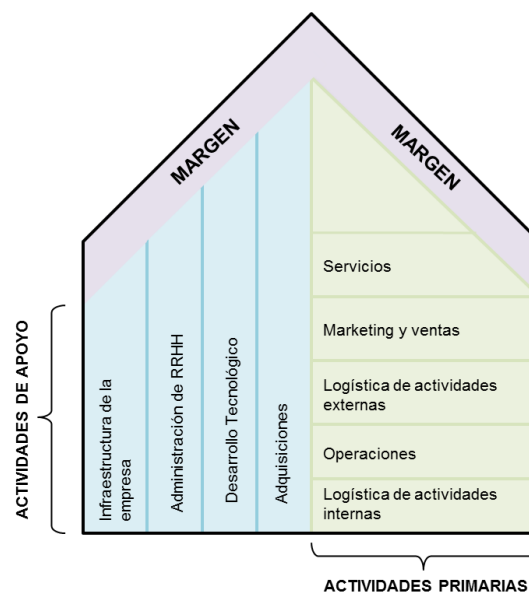 MARGEN
MARGEN
Servicios
Marketing y ventas
Logística de actividades
externas
Operaciones
Logística de actividades
internas
Infraestructura de la
empresa
Administración de RRHH
Desarrollo Tecnológico
Adquisiciones
ACTIVIDADES DE APOYO
ACTIVIDADES PRIMARIAS